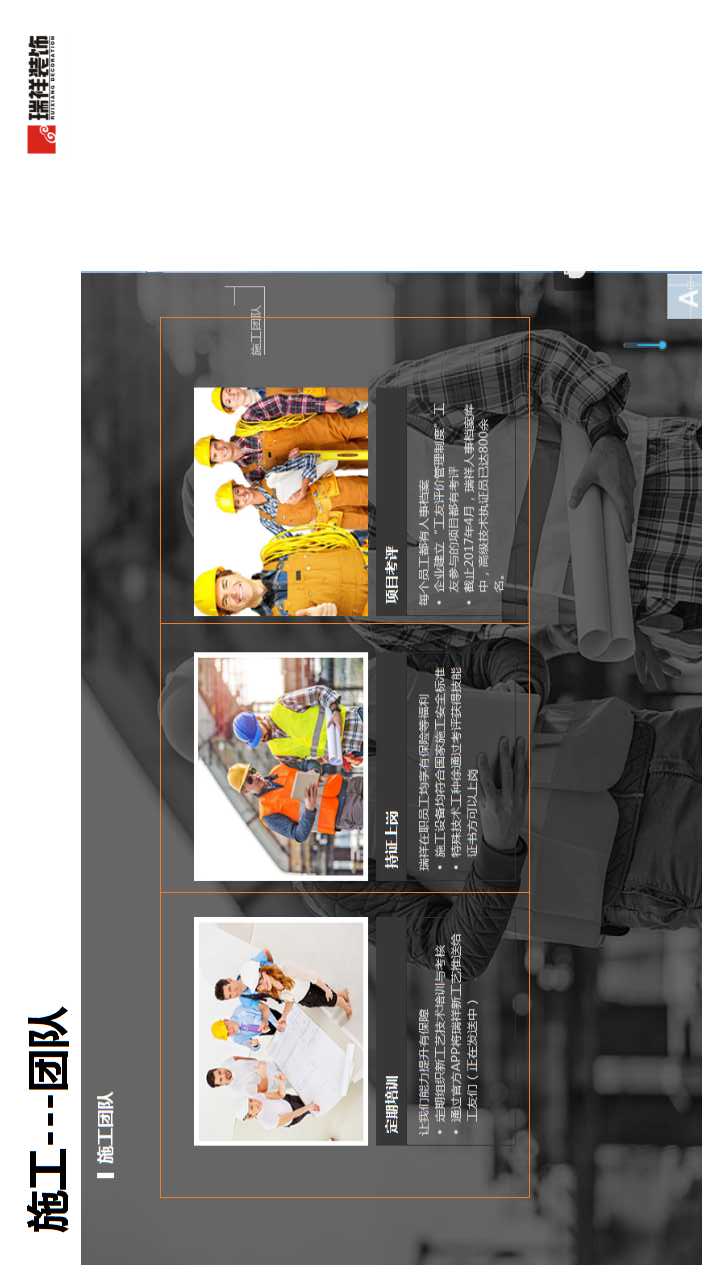 施工---团队
瑞祥装饰
RUIXIANG DECORATION
施工团队
施工团队
定期培训
让我们能力提升有保障
• 定期组织新工艺技术培训与考核
• 通过官方APP将瑞祥新工艺推送给
工友们（正在发送中）
持证上岗
瑞祥在职员工均享有保险等福利
• 施工设备均符合国家施工安全标准
• 特殊技术工种徐通过考评获得技能
证书方可以上岗
项目考评
每个员工都有人事档案
• 企业建立“工友评价管理制度”工
友参与的项目都有考评
• 截止2017年4月，瑞祥人事档案库
中，高级技术执证员已达800余
名。
A